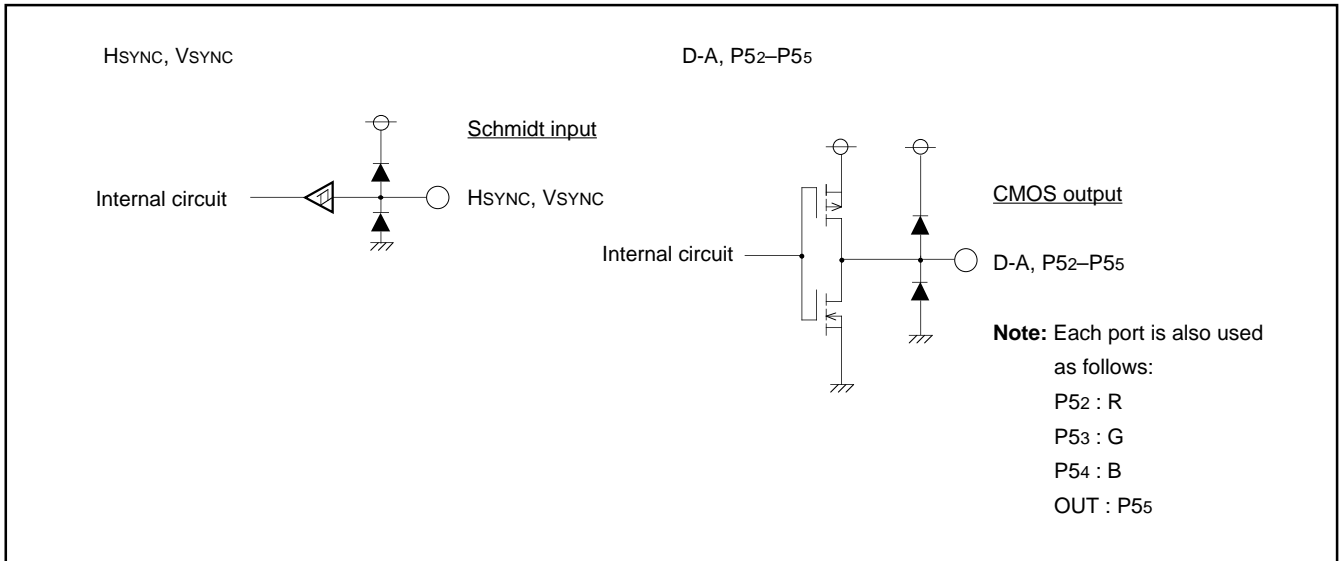 HSYNC, VSYNC
D-A, P52–P55
Schmidt input
Internal circuit
HSYNC, VSYNC
CMOS output
Internal circuit
D-A, P52–P55
Note: Each port is also used
as follows:
P52 : R
P53 : G
P54 : B
OUT : P55